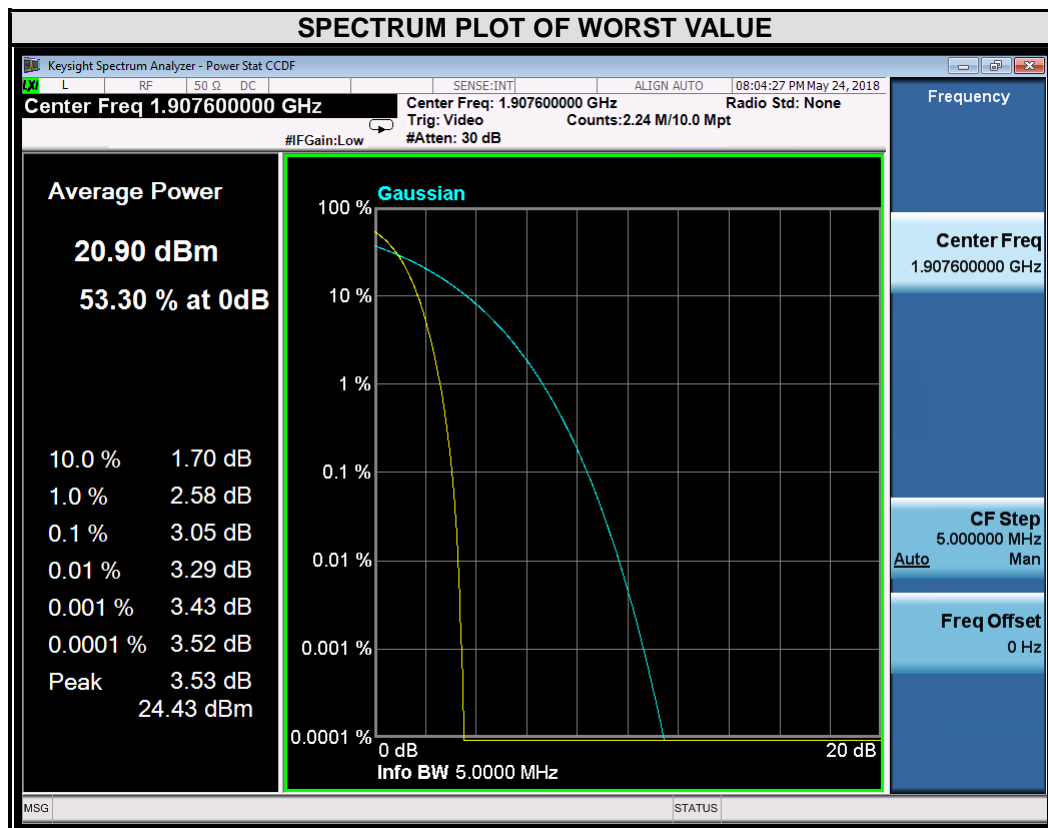 SPECTRUM PLOT OF WORST VALUE
Keysight Spectrum Analyzer - Power Stat CCDF
LXI L RF 50 Ω DC SENSE:INT ALIGN AUTO 08:04:27 PM May 24, 2018
Center Freq 1.907600000 GHz
Center Freq: 1.907600000 GHz Radio Std: None
Trig: Video Counts:2.24 M/10.0 Mpt
#IFGain:Low #Atten: 30 dB
Average Power
20.90 dBm
53.30 % at 0dB
10.0 % 1.70 dB
1.0 % 2.58 dB
0.1 % 3.05 dB
0.01 % 3.29 dB
0.001 % 3.43 dB
0.0001 % 3.52 dB
Peak 3.53 dB
24.43 dBm
Gaussian
100 %
10 %
1 %
0.1 %
0.01 %
0.001 %
0.0001 %
0 dB 20 dB
Info BW 5.0000 MHz
Frequency
Center Freq
1.907600000 GHz
CF Step
5.000000 MHz
Auto Man
Freq Offset
0 Hz
MSG STATUS